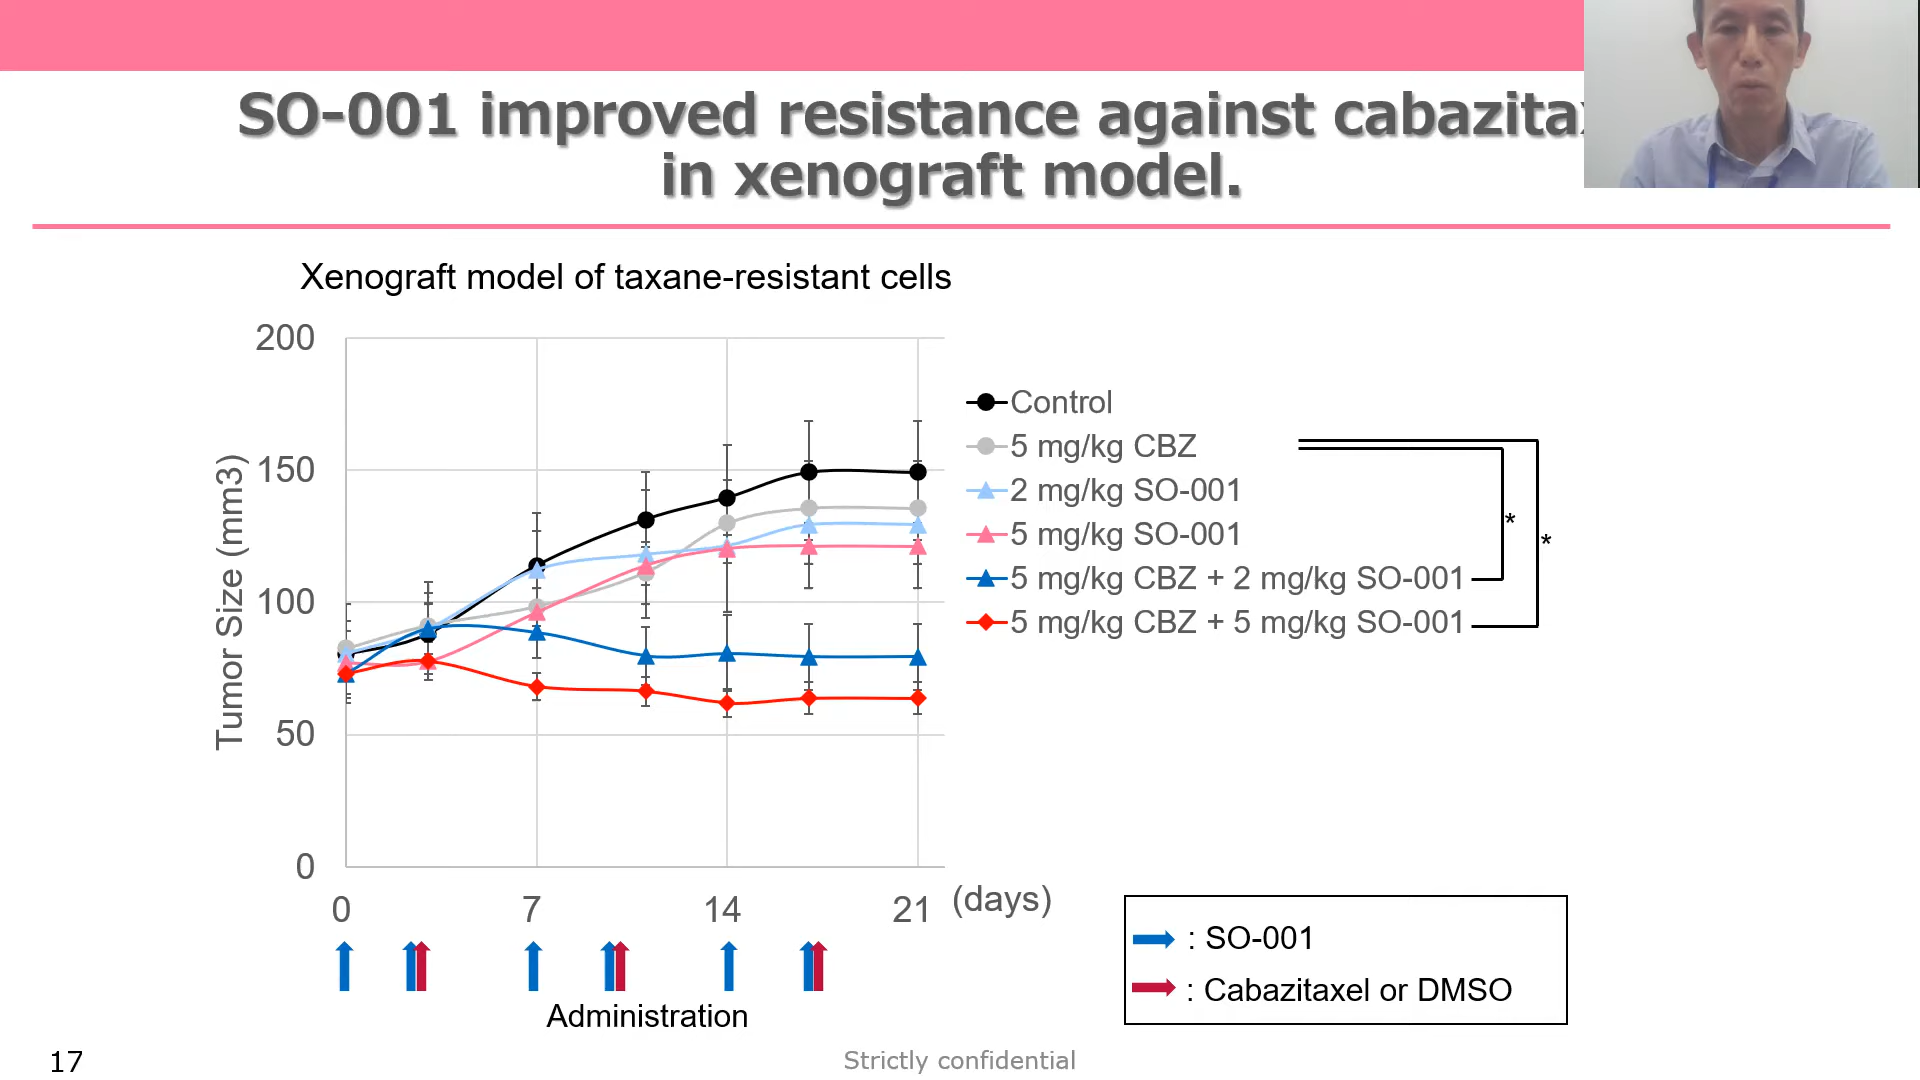 SO-001 improved resistance against cabazita
in xenograft model.
Xenograft model of taxane-resistant cells
Tumor Size (mm3)
200
150
100
50
0
0 7 14 21 (days)
Control
5 mg/kg CBZ
2 mg/kg SO-001
5 mg/kg SO-001
5 mg/kg CBZ + 2 mg/kg SO-001
5 mg/kg CBZ + 5 mg/kg SO-001
* *
Administration
: SO-001
: Cabazitaxel or DMSO
17
Strictly confidential